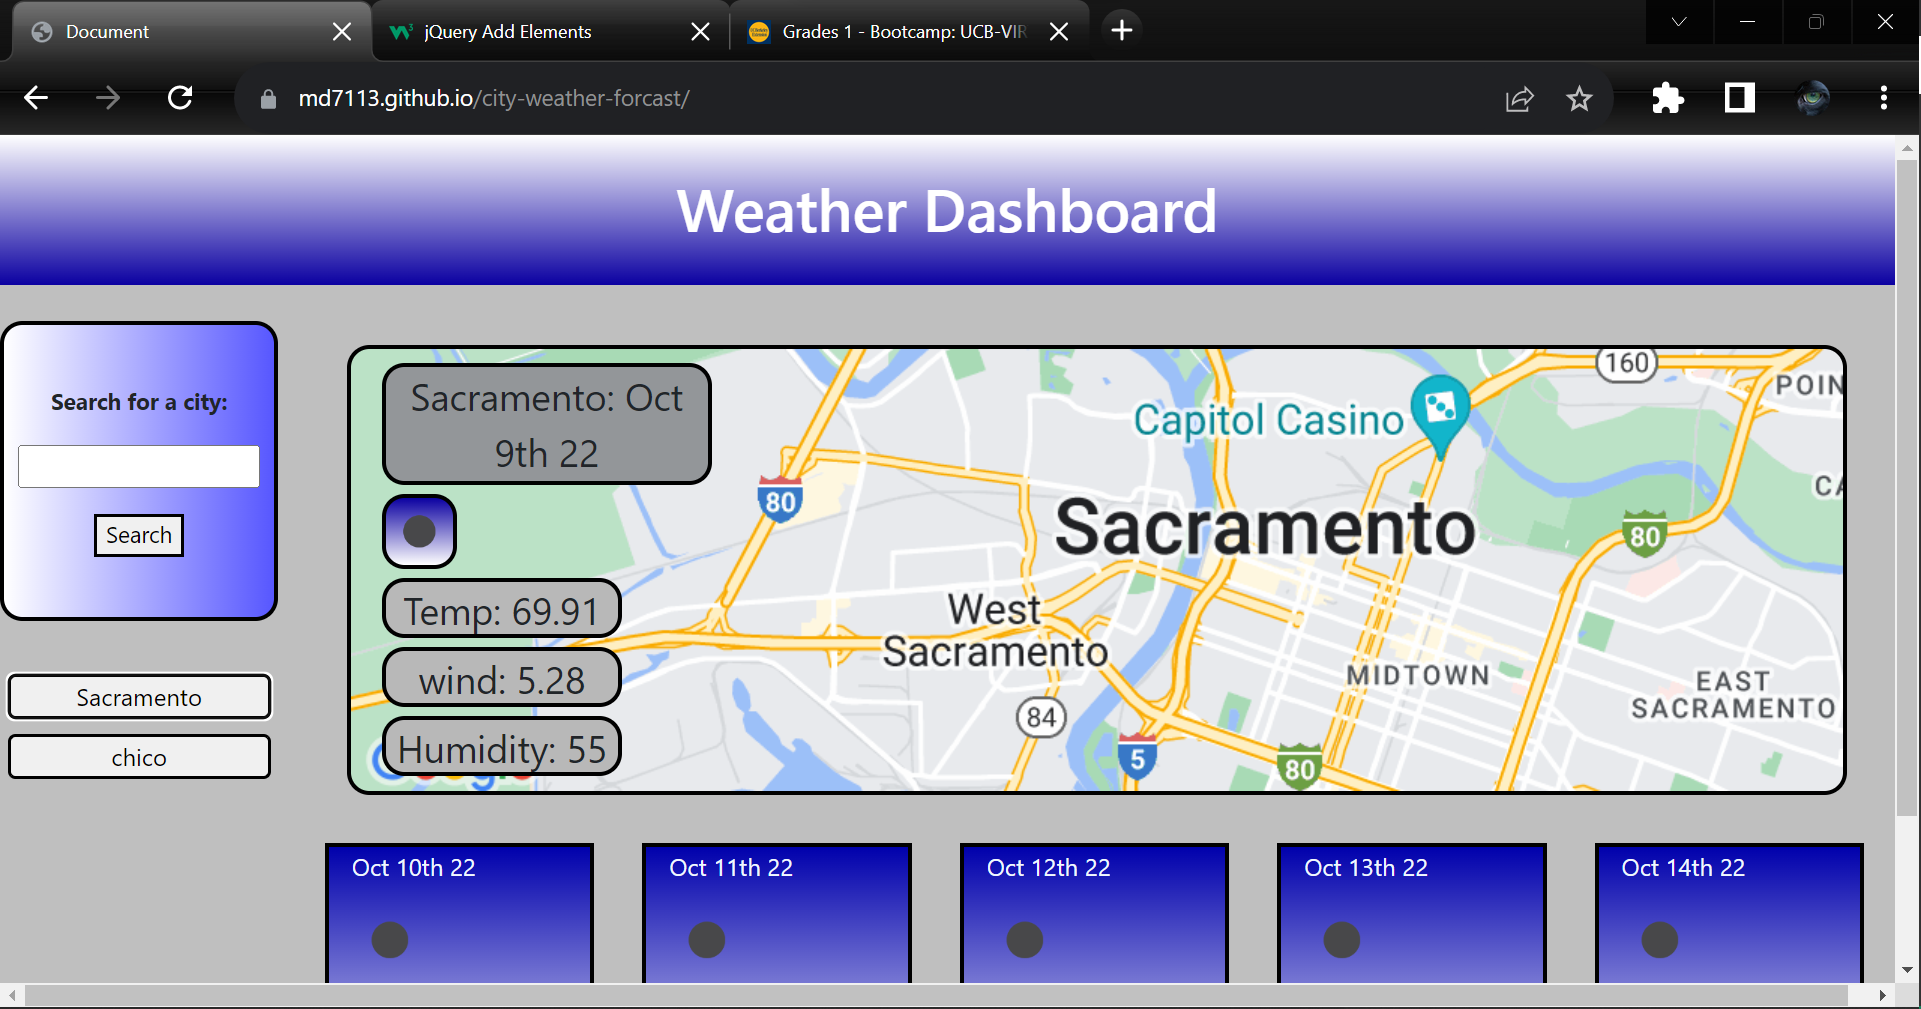 Document
jQuery Add Elements
Grades 1 - Bootcamp: UCB-VIR
md7113.github.io/city-weather-forcast/
Weather Dashboard
Search for a city:
Search
Sacramento
chico
Sacramento: Oct
9th 22
Temp: 69.91
wind: 5.28
Humidity: 55
160
POIN
Capitol Casino
CA
80
Sacramento
80
West
Sacramento
MIDTOWN
EAST
SACRAMENTO
84
5
80
Oct 10th 22
Oct 11th 22
Oct 12th 22
Oct 13th 22
Oct 14th 22